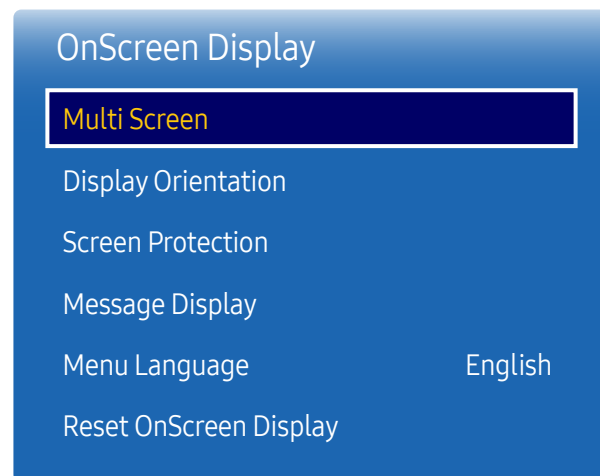 OnScreen Display
Multi Screen
Display Orientation
Screen Protection
Message Display
Menu Language English
Reset OnScreen Display